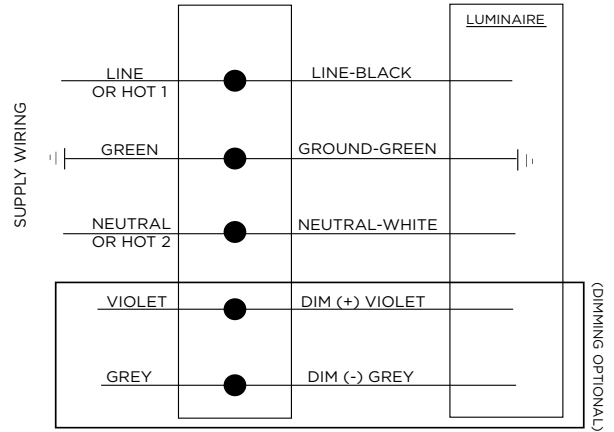 LUMINAIRE
SUPPLY WIRING
LINE
OR HOT 1
LINE-BLACK
GREEN
GROUND-GREEN
NEUTRAL
OR HOT 2
NEUTRAL-WHITE
VIOLET
DIM (+) VIOLET
GREY
DIM (-) GREY
(DIMMING OPTIONAL)